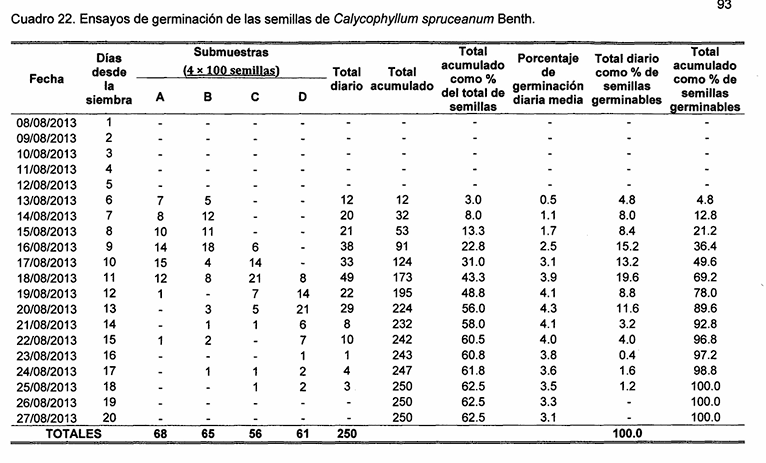 93
Cuadro 22. Ensayos de germinación de las semillas de Calycophyllum spruceanum Benth.
Fecha Días desde la siembra Submuestras (4 x 100 semillas) A B C D Total diario Total acumulado Total acumulado como % del total de semillas Porcentaje de germinación diaria media Total diario como % de semillas germinables Total acumulado como % de semillas germinables
08/08/2013 1 - - - - - - - - - -
09/08/2013 2 - - - - - - - - - -
10/08/2013 3 - - - - - - - - - -
11/08/2013 4 - - - - - - - - - -
12/08/2013 5 - - - - - - - - - -
13/08/2013 6 7 5 - - 12 12 3.0 0.5 4.8 4.8
14/08/2013 7 8 12 - - 20 32 8.0 1.1 8.0 12.8
15/08/2013 8 10 11 - - 21 53 13.3 1.7 8.4 21.2
16/08/2013 9 14 18 6 - 38 91 22.8 2.5 15.2 36.4
17/08/2013 10 15 4 14 - 33 124 31.0 3.1 13.2 49.6
18/08/2013 11 12 8 21 8 49 173 43.3 3.9 19.6 69.2
19/08/2013 12 1 - 7 14 22 195 48.8 4.1 8.8 78.0
20/08/2013 13 - 3 5 21 29 224 56.0 4.3 11.6 89.6
21/08/2013 14 - 1 1 6 8 232 58.0 4.1 3.2 92.8
22/08/2013 15 1 2 - 7 10 242 60.5 4.0 4.0 96.8
23/08/2013 16 - - - 1 1 243 60.8 3.8 0.4 97.2
24/08/2013 17 - 1 1 2 4 247 61.8 3.6 1.6 98.8
25/08/2013 18 - - 1 2 3 250 62.5 3.5 1.2 100.0
26/08/2013 19 - - - - - 250 62.5 3.3 - 100.0
27/08/2013 20 - - - - - 250 62.5 3.1 - 100.0
TOTALES 68 65 56 61 250 100.0